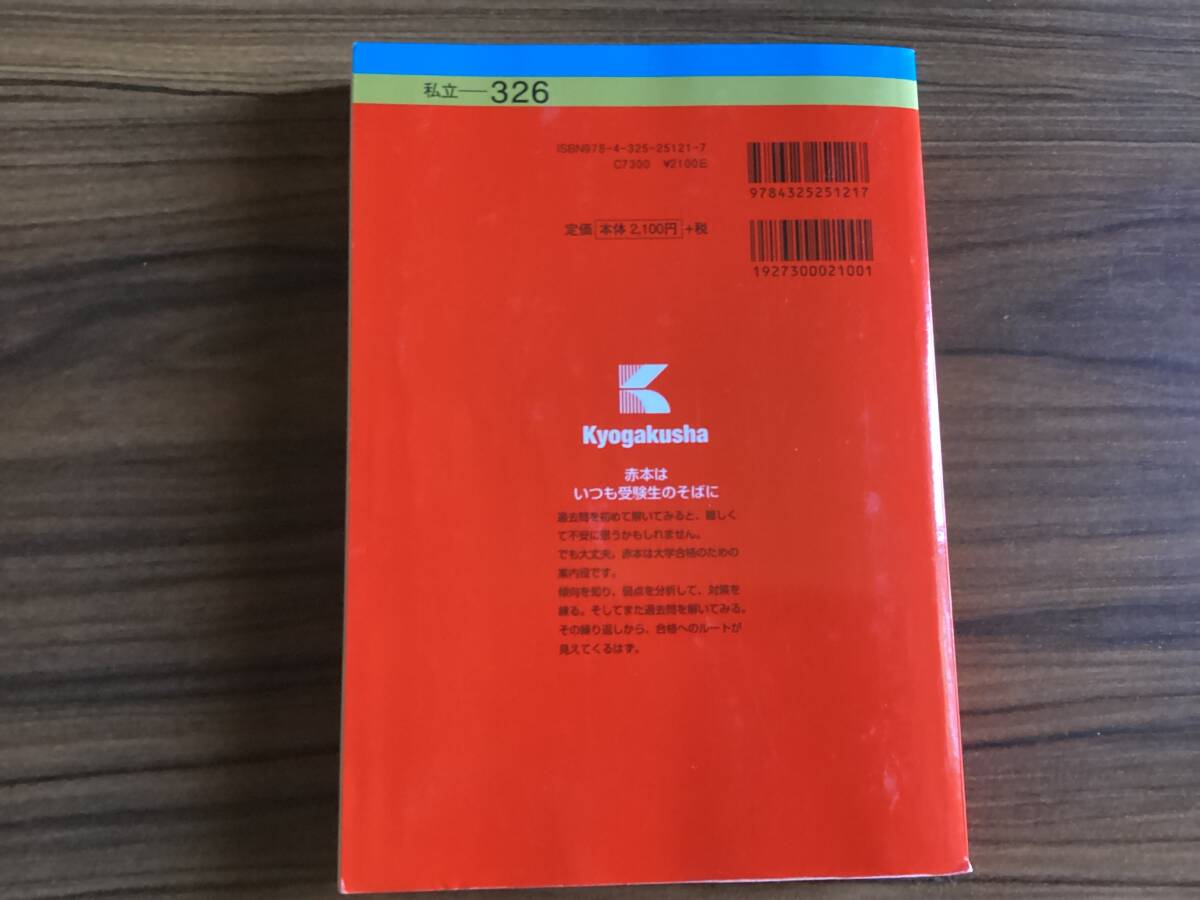 私立―326
ISBN978-4-325-25121-7
C7300 ¥2100E
9784325251217
定価 本体 2,100円 +税
1927300021001
Kyogakusha
赤本は
いつも受験生のそばに
過去問を初めて解いてみると、難しく
て不安に思うかもしれません。
でも大丈夫。赤本は大学合格のための
案内役です。
傾向を知り、弱点を分析して、対策を
練る。そしてまた過去問を解いてみる。
その繰り返しから、合格へのルートが
見えてくるはず。